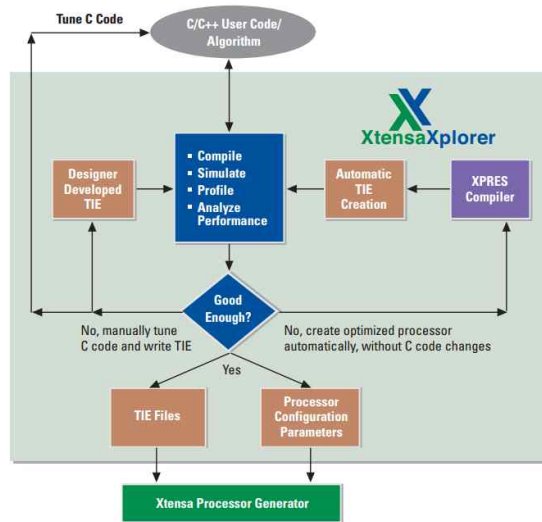 Tune C Code
C/C++ User Code/
Algorithm
XtensaXplorer
Designer
Developed
TIE
▪ Compile
▪ Simulate
▪ Profile
▪ Analyze
Performance
Automatic
TIE
Creation
XPRES
Compiler
Good
Enough?
No, manually tune
C code and write TIE
No, create optimized processor
automatically, without C code changes
Yes
TIE Files
Processor
Configuration
Parameters
Xtensa Processor Generator